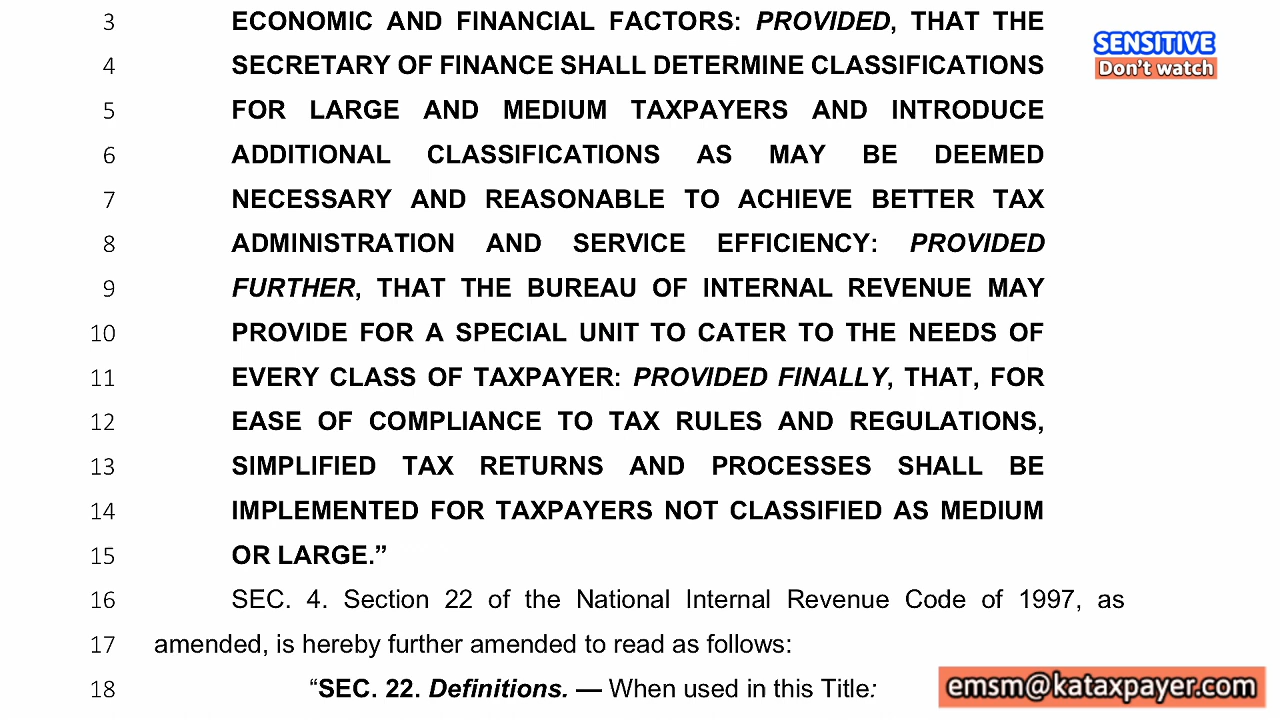 3 ECONOMIC AND FINANCIAL FACTORS: PROVIDED, THAT THE
SENSITIVE
Don't watch
4 SECRETARY OF FINANCE SHALL DETERMINE CLASSIFICATIONS
5 FOR LARGE AND MEDIUM TAXPAYERS AND INTRODUCE
6 ADDITIONAL CLASSIFICATIONS AS MAY BE DEEMED
7 NECESSARY AND REASONABLE TO ACHIEVE BETTER TAX
8 ADMINISTRATION AND SERVICE EFFICIENCY: PROVIDED
9 FURTHER, THAT THE BUREAU OF INTERNAL REVENUE MAY
10 PROVIDE FOR A SPECIAL UNIT TO CATER TO THE NEEDS OF
11 EVERY CLASS OF TAXPAYER: PROVIDED FINALLY, THAT, FOR
12 EASE OF COMPLIANCE TO TAX RULES AND REGULATIONS,
13 SIMPLIFIED TAX RETURNS AND PROCESSES SHALL BE
14 IMPLEMENTED FOR TAXPAYERS NOT CLASSIFIED AS MEDIUM
15 OR LARGE.”
16 SEC. 4. Section 22 of the National Internal Revenue Code of 1997, as
17 amended, is hereby further amended to read as follows:
18 “SEC. 22. Definitions. — When used in this Title:
emsm@kataxpayer.com